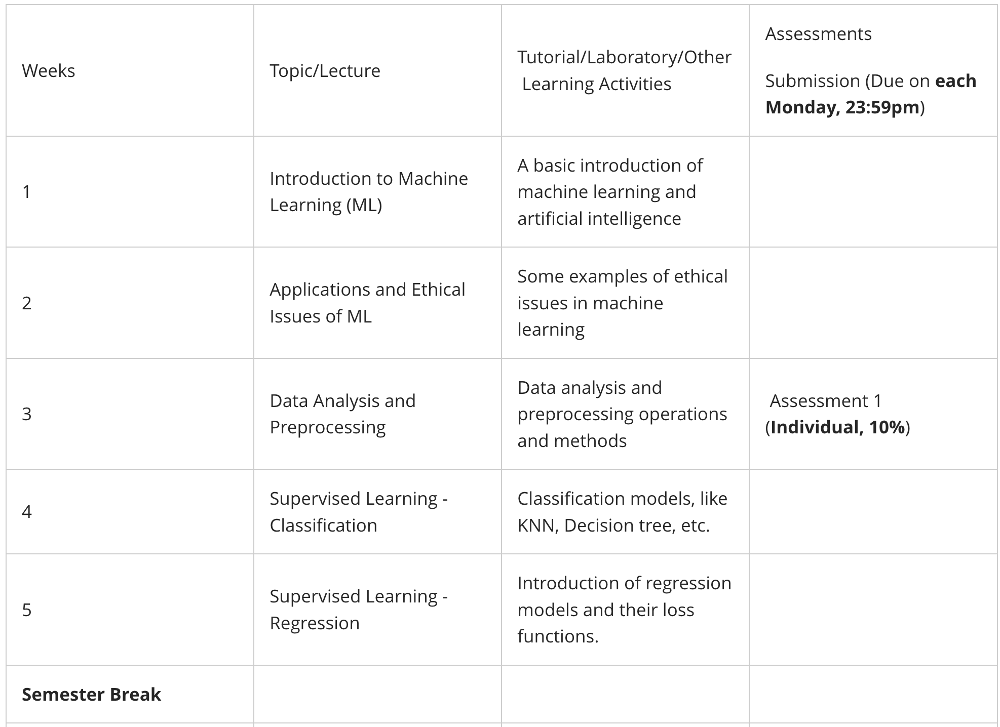 Weeks
Topic/Lecture
Tutorial/Laboratory/Other
Learning Activities
Assessments
Submission (Due on each
Monday, 23:59pm)
1
Introduction to Machine
Learning (ML)
A basic introduction of
machine learning and
artificial intelligence
2
Applications and Ethical
Issues of ML
Some examples of ethical
issues in machine
learning
3
Data Analysis and
Preprocessing
Data analysis and
preprocessing operations
and methods
Assessment 1
(Individual, 10%)
4
Supervised Learning -
Classification
Classification models, like
KNN, Decision tree, etc.
5
Supervised Learning -
Regression
Introduction of regression
models and their loss
functions.
Semester Break